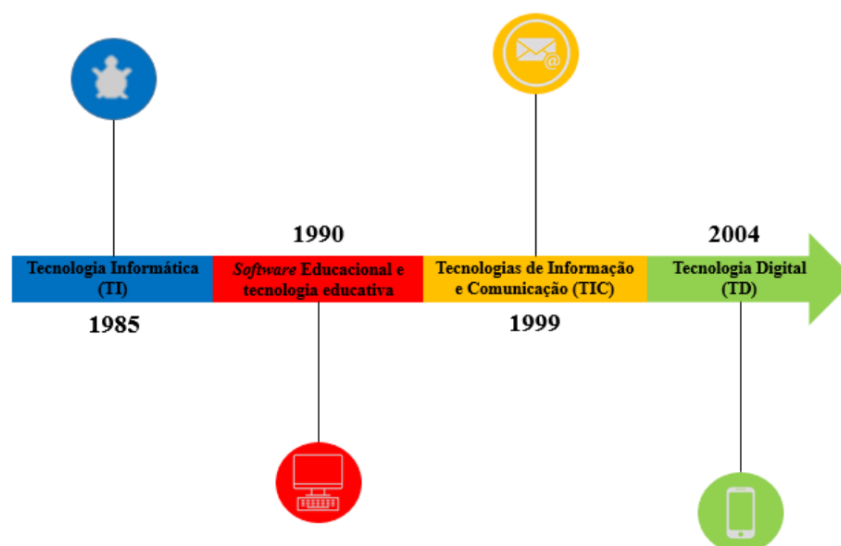 @
1990
2004
Tecnologia Informática
(TI)
Software Educacional e
tecnologia educativa
Tecnologias de Informação
e Comunicação (TIC)
Tecnologia Digital
(TD)
1985
1999